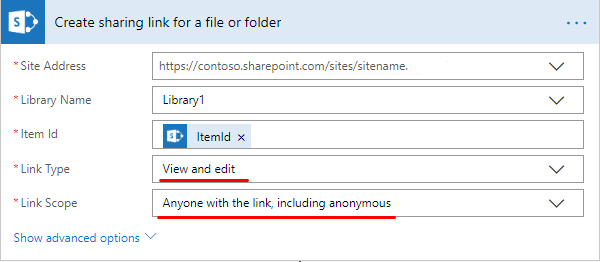 Create sharing link for a file or folder
* Site Address https://contoso.sharepoint.com/sites/sitename.
* Library Name Library1
* Item Id ItemId ×
* Link Type View and edit
* Link Scope Anyone with the link, including anonymous
Show advanced options